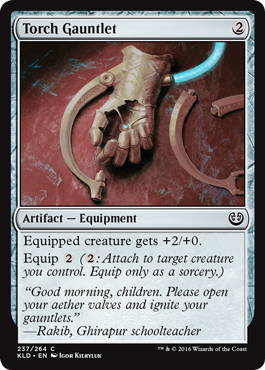 Torch Gauntlet 2
Artifact — Equipment
Equipped creature gets +2/+0.
Equip 2 (2: Attach to target creature
you control. Equip only as a sorcery.)
“Good morning, children. Please open
your aether valves and ignite your
gauntlets.”
—Rakib, Ghirapur schoolteacher
237/264 C
KLD • EN Igor Kieryluk
™ & © 2016 Wizards of the Coast